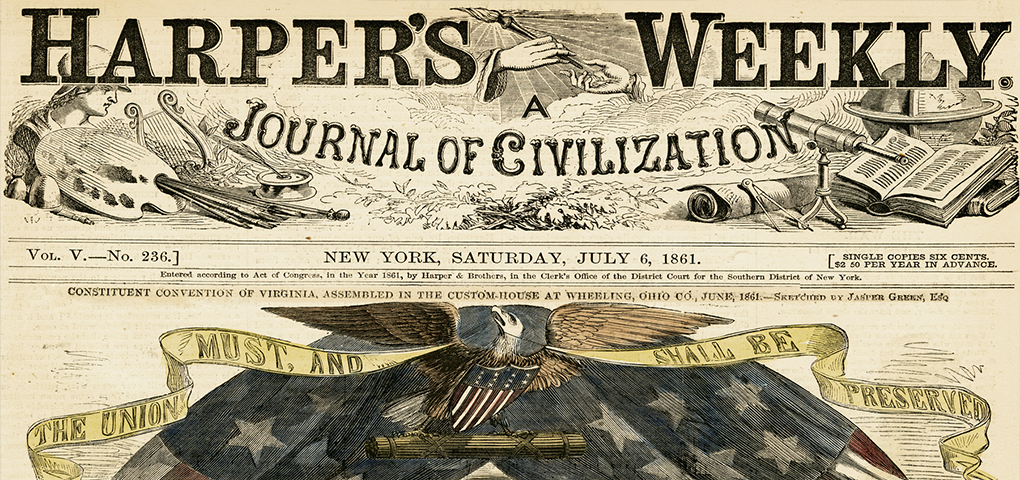 HARPER'S WEEKLY.
A
JOURNAL OF CIVILIZATION.
VOL. V.—NO. 236.]
NEW YORK, SATURDAY, JULY 6, 1861.
[SINGLE COPIES SIX CENTS.
$2 50 PER YEAR IN ADVANCE.
Entered according to Act of Congress, in the Year 1861, by Harper & Brothers, in the Clerk's Office of the District Court for the Southern District of New York.
CONSTITUENT CONVENTION OF VIRGINIA, ASSEMBLED IN THE CUSTOM-HOUSE AT WHEELING, OHIO CO., JUNE, 1861.—SKETCHED BY JASPER GREEN, ESQ
THE UNION MUST, AND SHALL BE PRESERVED